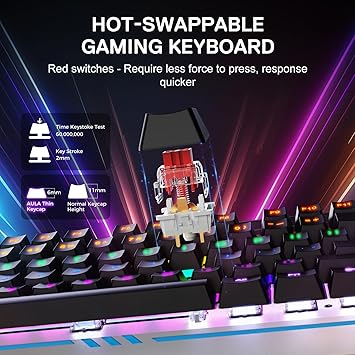 HOT-SWAPPABLE
GAMING KEYBOARD
Red switches - Require less force to press, response
quicker
Time Keystoke Test
60,000,000
Key Stroke
2mm
6mm
11mm
AULA Thin
Keycap
Normal Keycap
Height